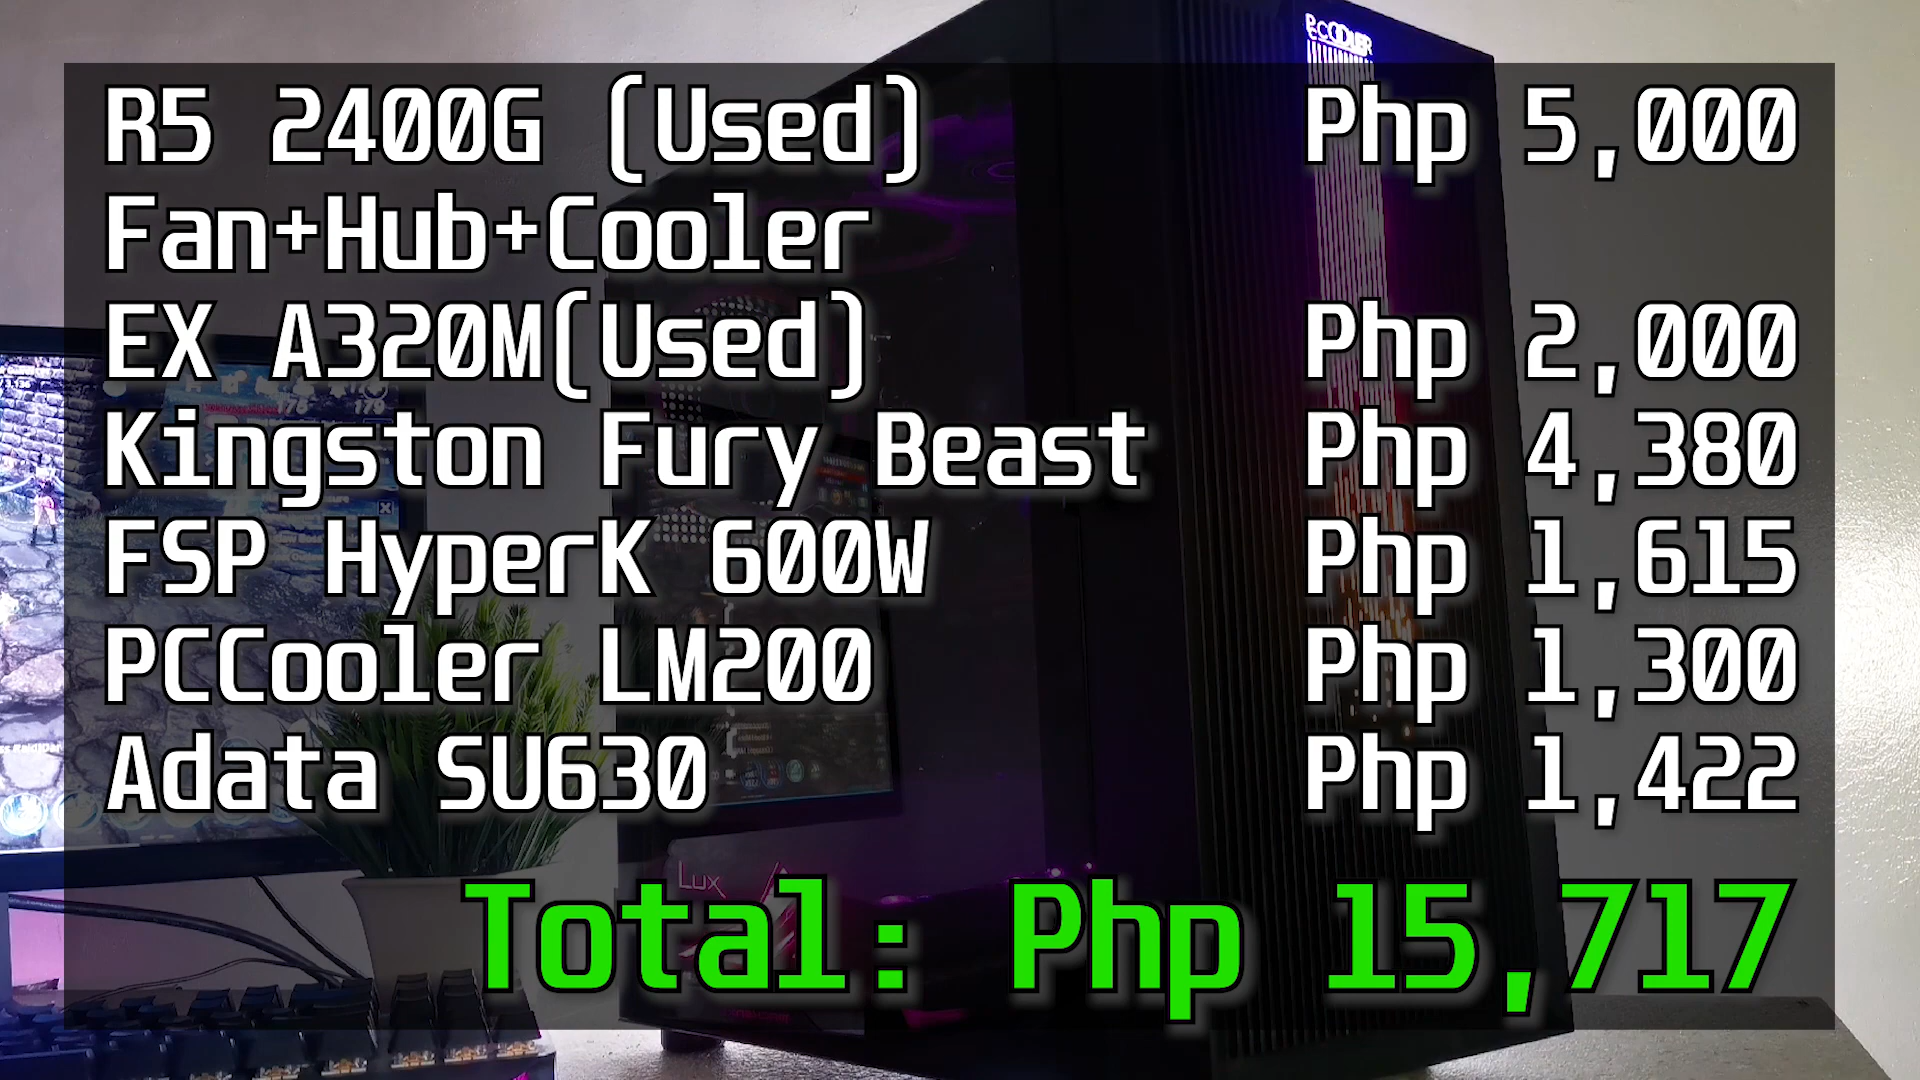 PCCOOLER
R5 2400G (Used) Php 5,000
Fan+Hub+Cooler
EX A320M(Used) Php 2,000
Kingston Fury Beast Php 4,380
FSP HyperK 600W Php 1,615
PCCooler LM200 Php 1,300
Adata SU630 Php 1,422
Lux
Total: Php 15,717